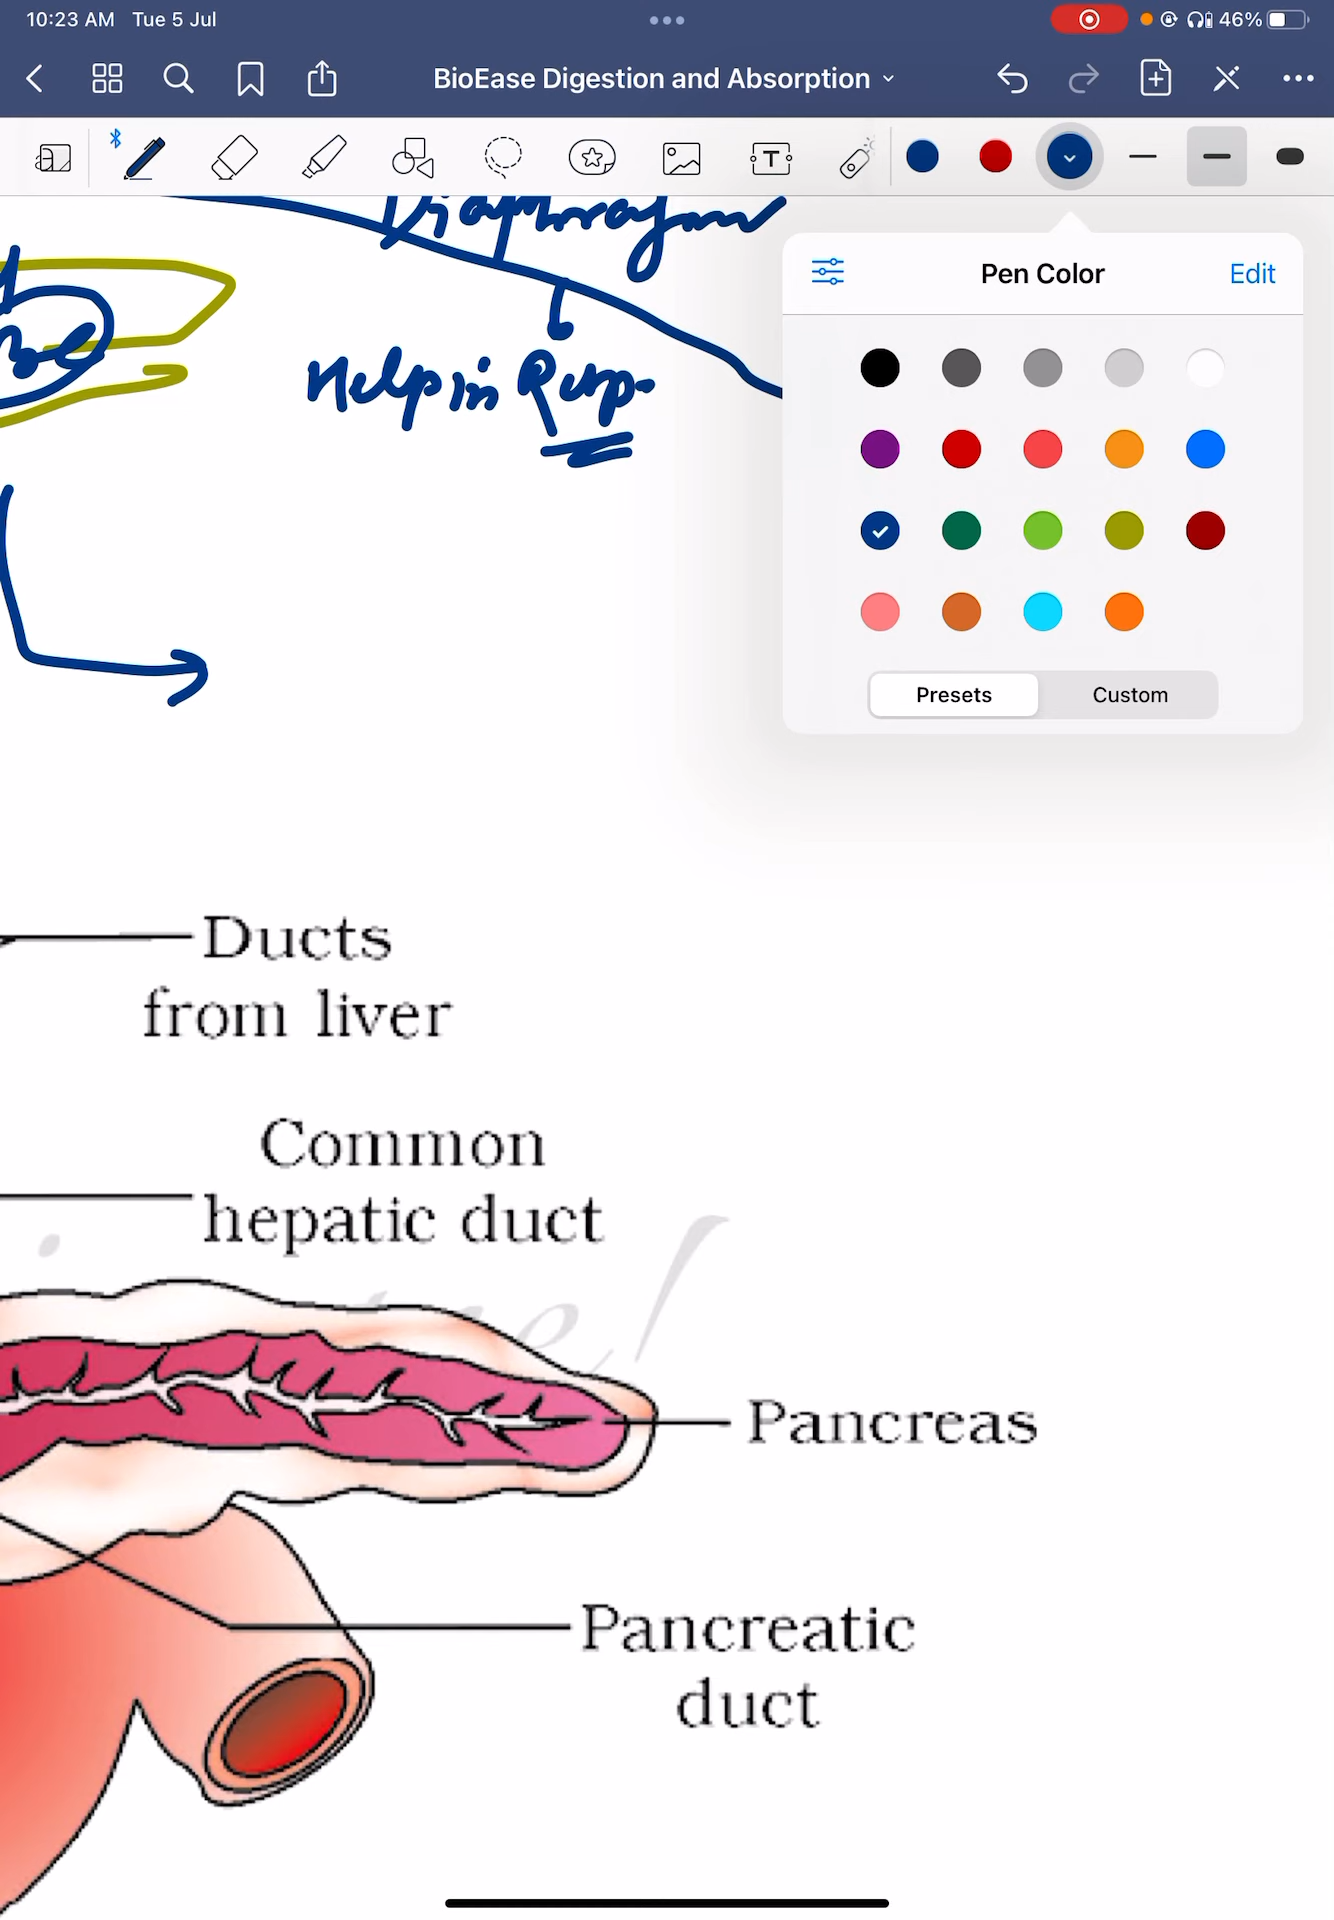 10:23 AM Tue 5 Jul
46%
BioEase Digestion and Absorption
T
Diaphragm
Pen Color
Edit
Help in Resp.
Presets
Custom
Ducts
from liver
Common
hepatic duct
Pancreas
Pancreatic
duct